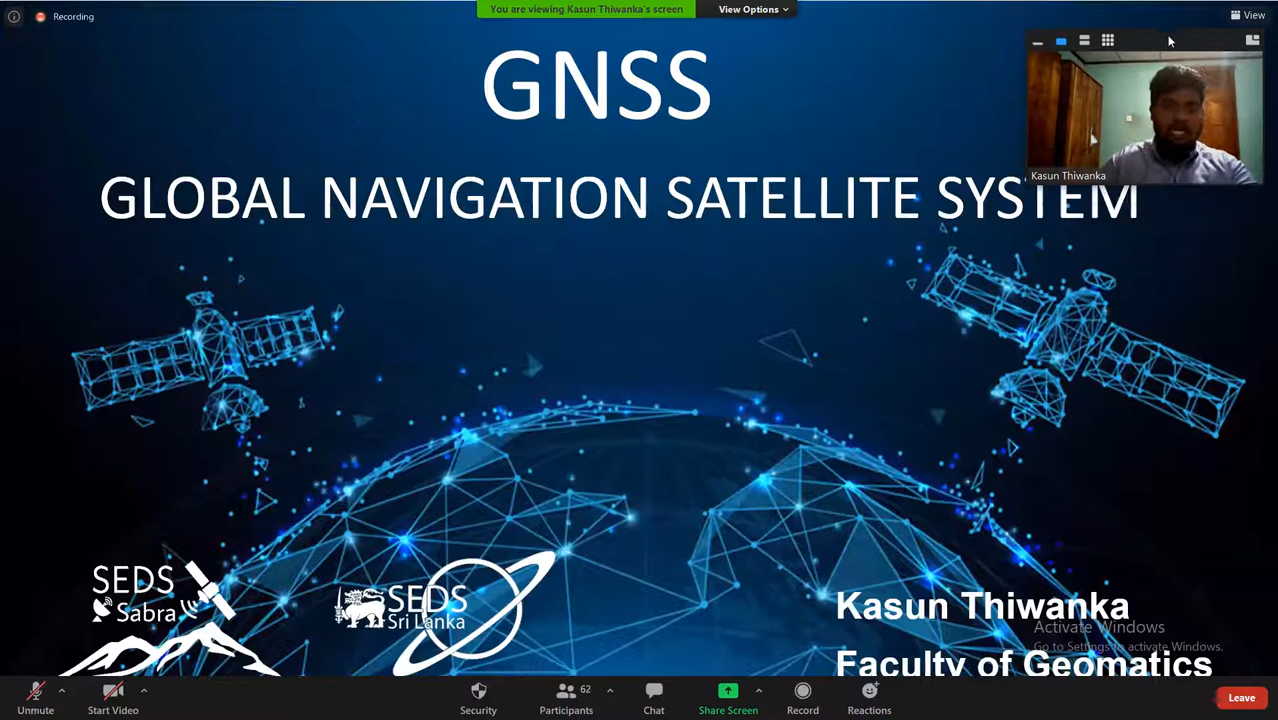 You are viewing Kasun Thiwanka's screen
View Options
Recording
View
GNSS
GLOBAL NAVIGATION SATELLITE SYSTEM
Kasun Thiwanka
SEDS
Sabra
SEDS
Sri Lanka
Kasun Thiwanka
Faculty of Geomatics
Activate Windows
Go to Settings to activate Windows.
Unmute
Start Video
Security
Participants
62
Chat
Share Screen
Record
Reactions
Leave